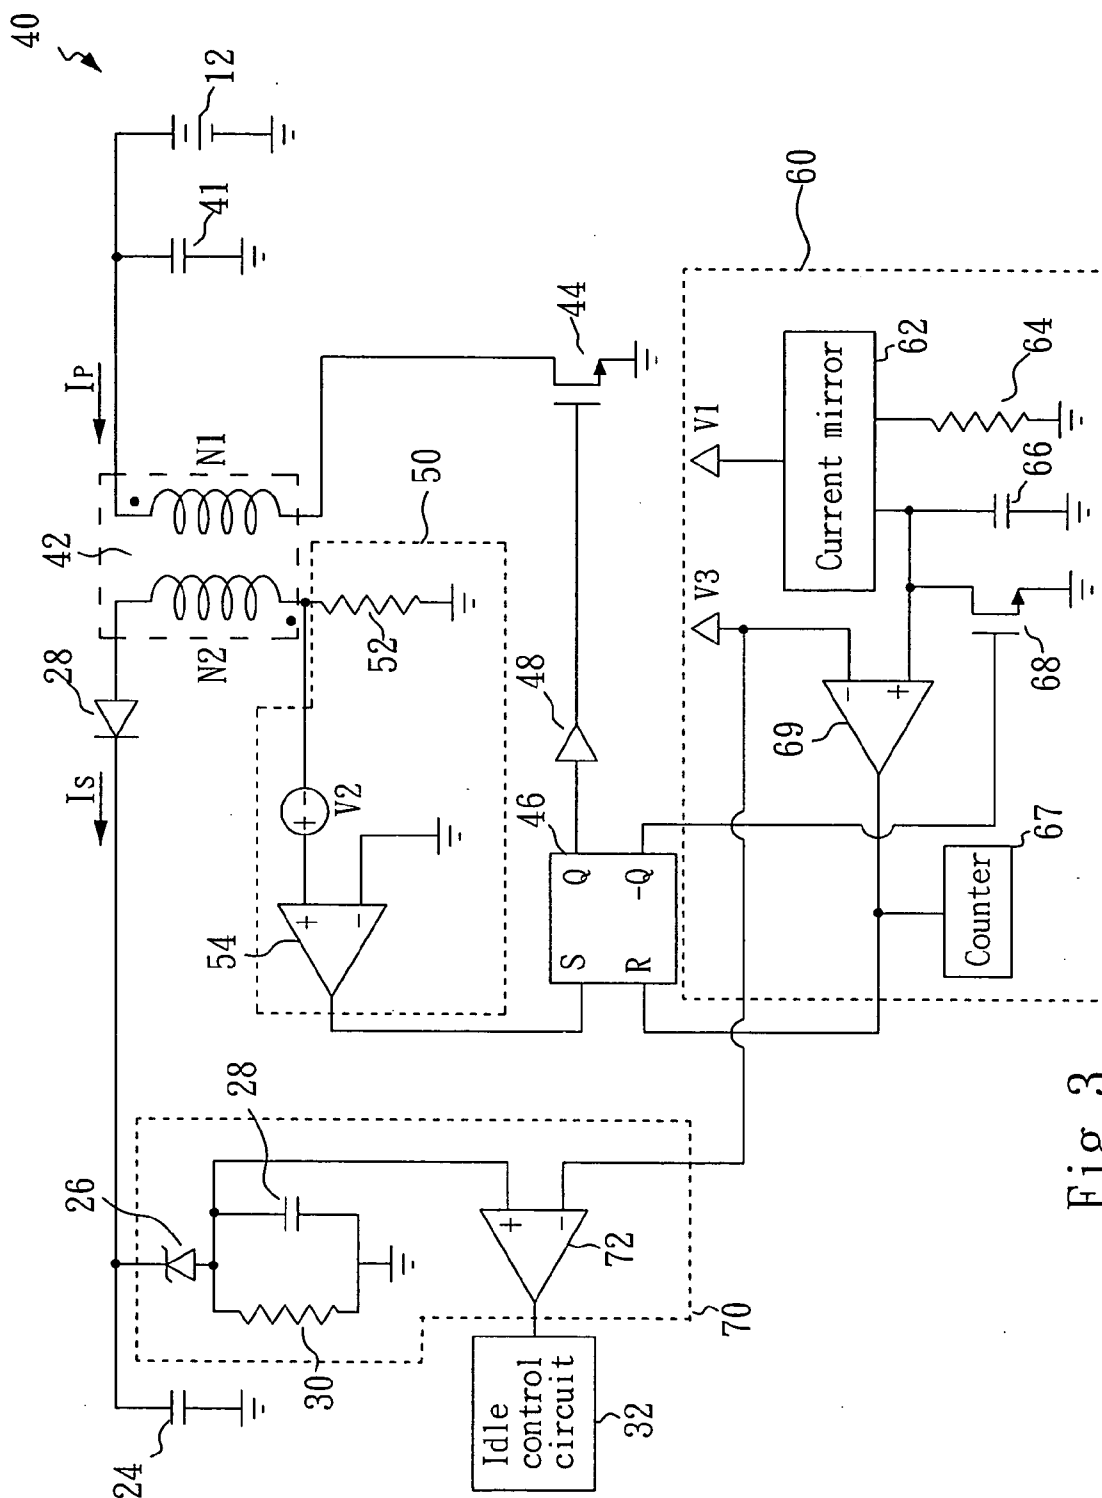 40
12
41
IP
42
N1
N2
28
IS
44
50
52
V2
+
-
+
-
54
48
46
Q
-Q
S
R
60
V1
V3
Current mirror
62
64
66
68
-
+
69
67
Counter
26
28
30
24
+
-
72
70
Idle
control
circuit
32
Fig. 3